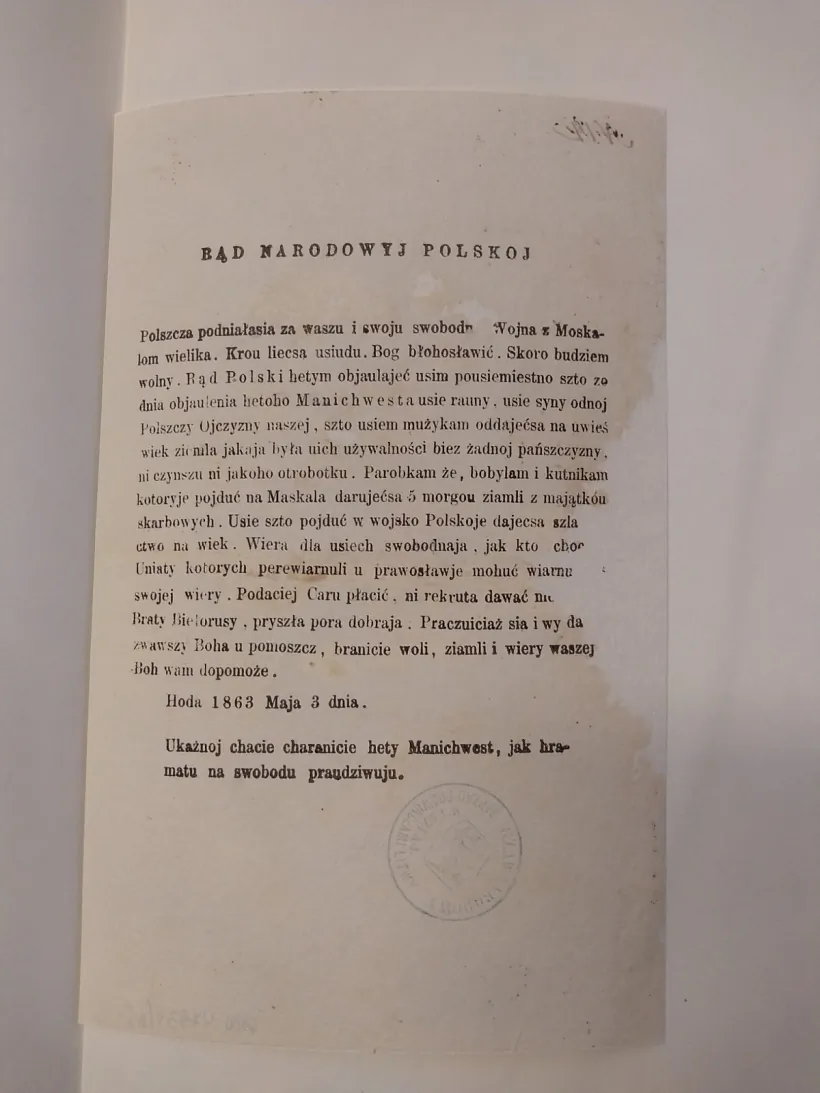 RĄD NARODOWYJ POLSKOJ
Polszcza podniałasia za waszu i swoju swobodu Wojna z Moska-
lom wielika. Krou liecsa usiudu. Bog błohosławić. Skoro budziem
wolny. Rąd Polski hetym objaulajeć usim pousiemiestno szto ze
dnia objaulenia hetoho Manichwesta usie rauny, usie syny odnoj
Polszczy Ojczyzny naszej, szto usiem mużykam oddajećsa na uwieś
wiek ziemla jakaja była uich używalności biez żadnoj pańszczyzny,
ni czynszu ni jakoho otrobotku. Parobkam że, bobylam i kutnikam
kotoryje pojduć na Maskala darujećsa 5 morgou ziamli z majątków
skarbowych. Usie szto pojduć w wojsko Polskoje dajecsa szla
ctwo na wiek. Wiera dla usiech swobodnaja, jak kto choc
Uniaty kotorych perewiarnuli u prawosławje mohuć wiarnu
swojej wiery. Podaciej Caru płacić, ni rekruta dawać
Braty Bielorusy, pryszła pora dobraja. Praczuiciaż sia i wy da
zwawszy Boha u pomoszcz, branicie woli, ziamli i wiery waszej
Boh wam dopomoże.
Hoda 1863 Maja 3 dnia.
Ukaźnoj chacie charanicie hety Manichwest, jak hra-
matu na swobodu praudziwuju.